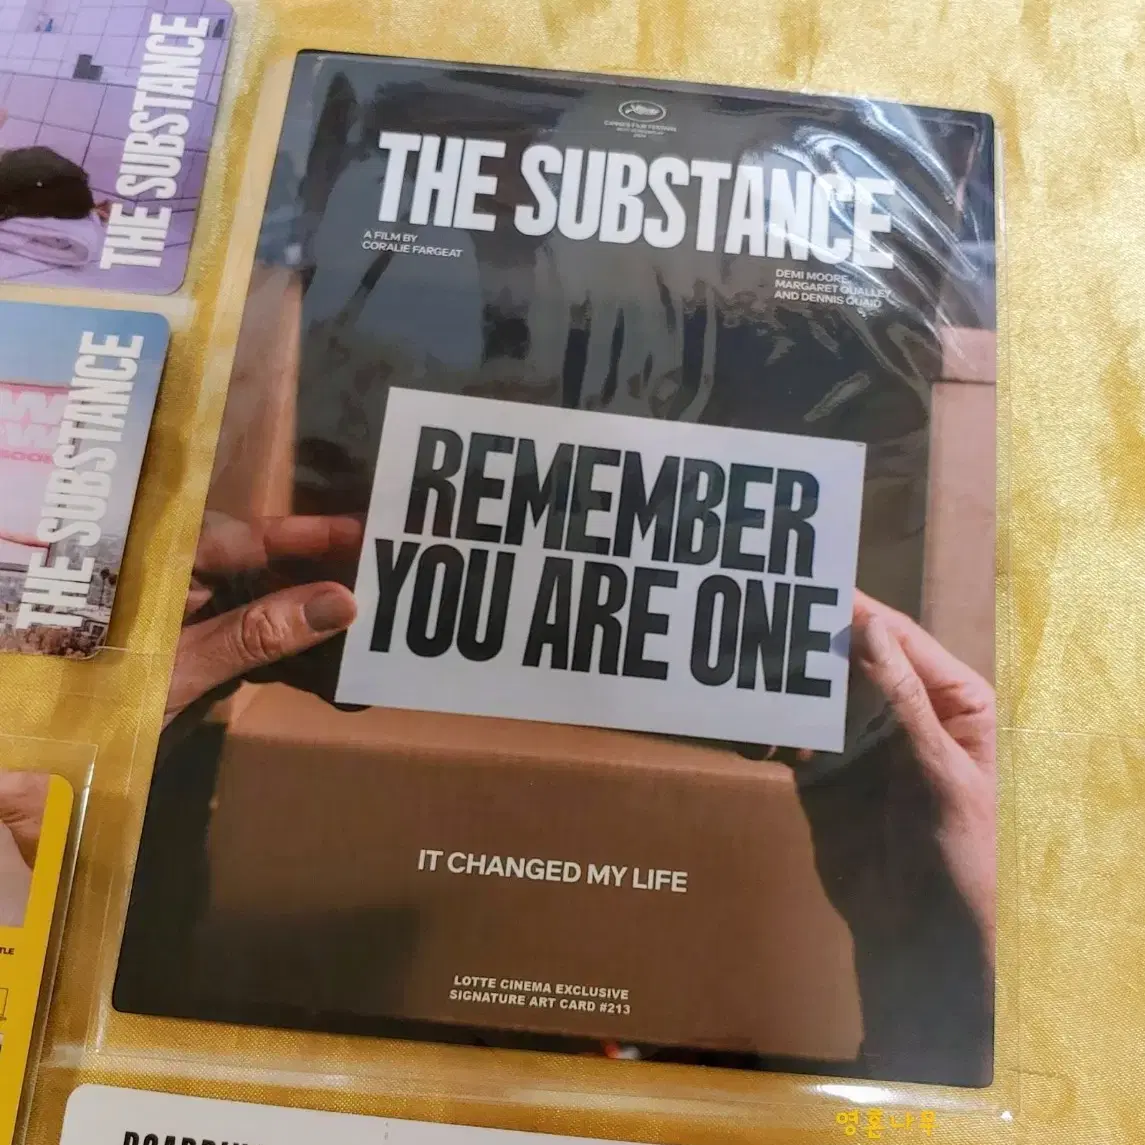 THE SUBSTANCE
THE SUBSTANCE
THE SUBSTANCE
A FILM BY
CORALIE FARGEAT
DEMI MOORE,
MARGARET QUALLEY
AND DENNIS QUAID
REMEMBER
YOU ARE ONE
IT CHANGED MY LIFE
LOTTE CINEMA EXCLUSIVE
SIGNATURE ART CARD #213
영혼나무